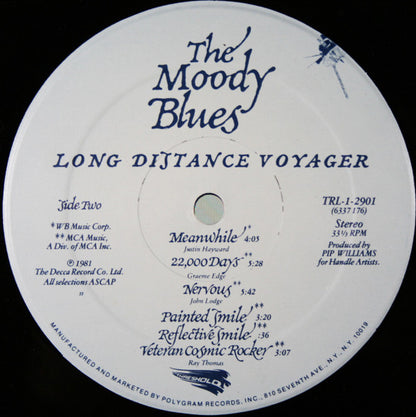 The
Moody
Blues
LONG DISTANCE VOYAGER
Side Two
*WB Music Corp.
**MCA Music,
A Div. of MCA Inc.
℗ 1981
The Decca Record Co. Ltd.
All selections ASCAP
TRL-1-2901
(6337 176)
Stereo
33⅓ RPM
Produced by
PIP WILLIAMS
for Handle Artists.
Meanwhile* 4:05
Justin Hayward
22,000 Days** 5:28
Graeme Edge
Nervous** 5:42
John Lodge
Painted Smile** 3:20
Reflective Smile** :36
Veteran Cosmic Rocker** 3:07
Ray Thomas
THRESHOLD
MANUFACTURED AND MARKETED BY POLYGRAM RECORDS, INC., 810 SEVENTH AVE., N.Y., N.Y. 10019